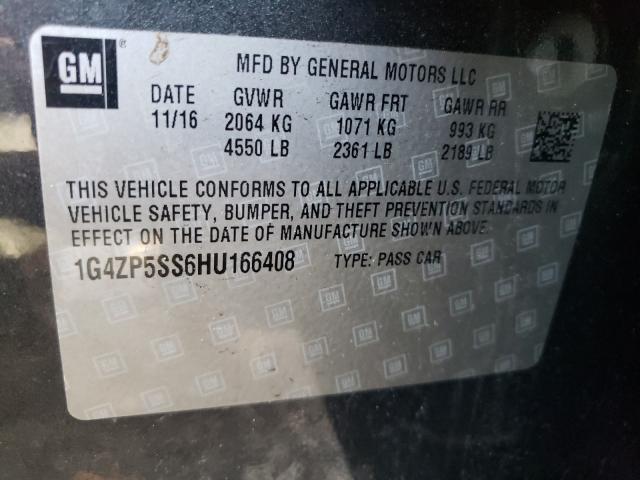 GM ®
MFD BY GENERAL MOTORS LLC
DATE GVWR GAWR FRT GAWR RR
11/16 2064 KG 1071 KG 993 KG
4550 LB 2361 LB 2189 LB
THIS VEHICLE CONFORMS TO ALL APPLICABLE U.S. FEDERAL MOTOR
VEHICLE SAFETY, BUMPER, AND THEFT PREVENTION STANDARDS IN
EFFECT ON THE DATE OF MANUFACTURE SHOWN ABOVE.
1G4ZP5SS6HU166408 TYPE: PASS CAR